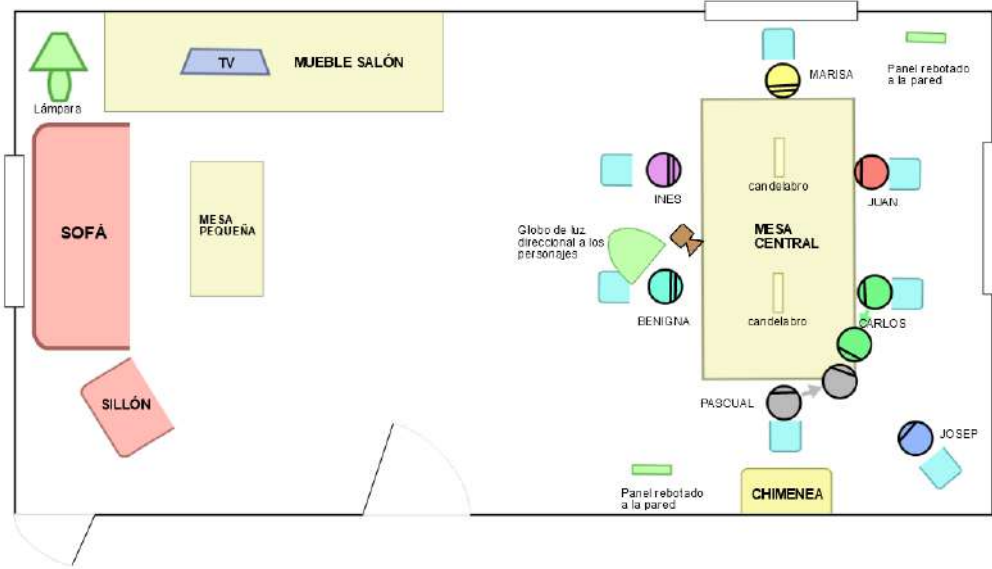 TV
MUEBLE SALÓN
MARISA
Panel rebotado
a la pared
Lámpara
SOFÁ
MESA
PEQUEÑA
INES
candelabro
JUAN
Globo de luz
direccional a los
personajes
MESA
CENTRAL
BENIGNA
candelabro
CARLOS
SILLÓN
PASCUAL
JOSEP
Panel rebotado
a la pared
CHIMENEA